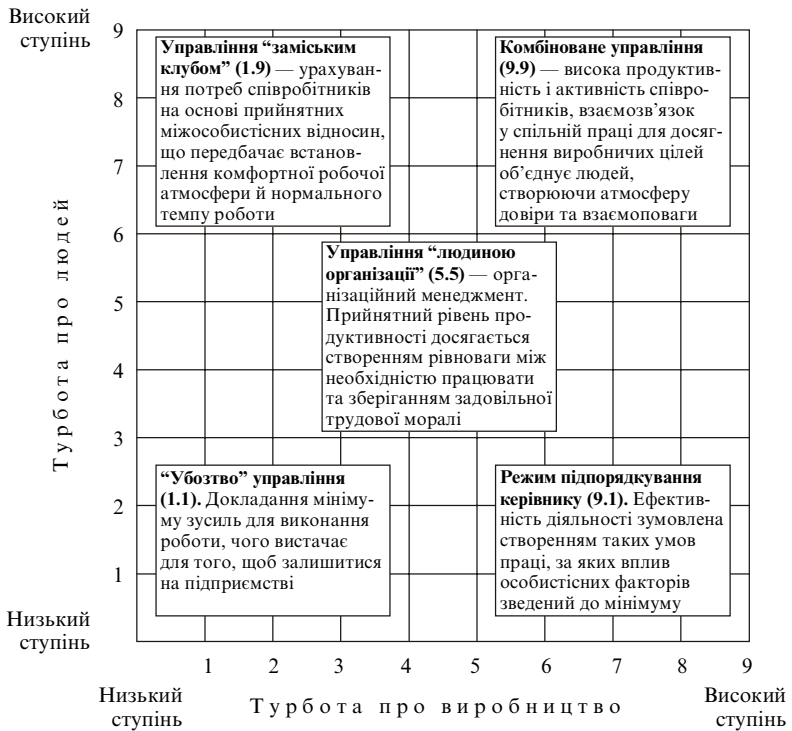 Високий
ступінь
Турбота про людей
9
8
7
6
5
4
3
2
1
Управління “заміським
клубом” (1.9) — урахуван-
ня потреб співробітників
на основі прийнятних
міжособистісних відносин,
що передбачає встанов-
лення комфортної робочої
атмосфери й нормального
темпу роботи
Комбіноване управління
(9.9) — висока продуктив-
ність і активність співро-
бітників, взаємозв’язок
у спільній праці для досяг-
нення виробничих цілей
об’єднує людей,
створюючи атмосферу
довіри та взаємоповаги
Управління “людиною
організації” (5.5) — орга-
нізаційний менеджмент.
Прийнятний рівень про-
дуктивності досягається
створенням рівноваги між
необхідністю працювати
та зберіганням задовільної
трудової моралі
“Убозтво” управління
(1.1). Докладання мініму-
му зусиль для виконання
роботи, чого вистачає
для того, щоб залишитися
на підприємстві
Режим підпорядкування
керівнику (9.1). Ефектив-
ність діяльності зумовлена
створенням таких умов
праці, за яких вплив
особистісних факторів
зведений до мінімуму
Низький
ступінь
1 2 3 4 5 6 7 8 9
Низький
ступінь
Турбота про виробництво
Високий
ступінь